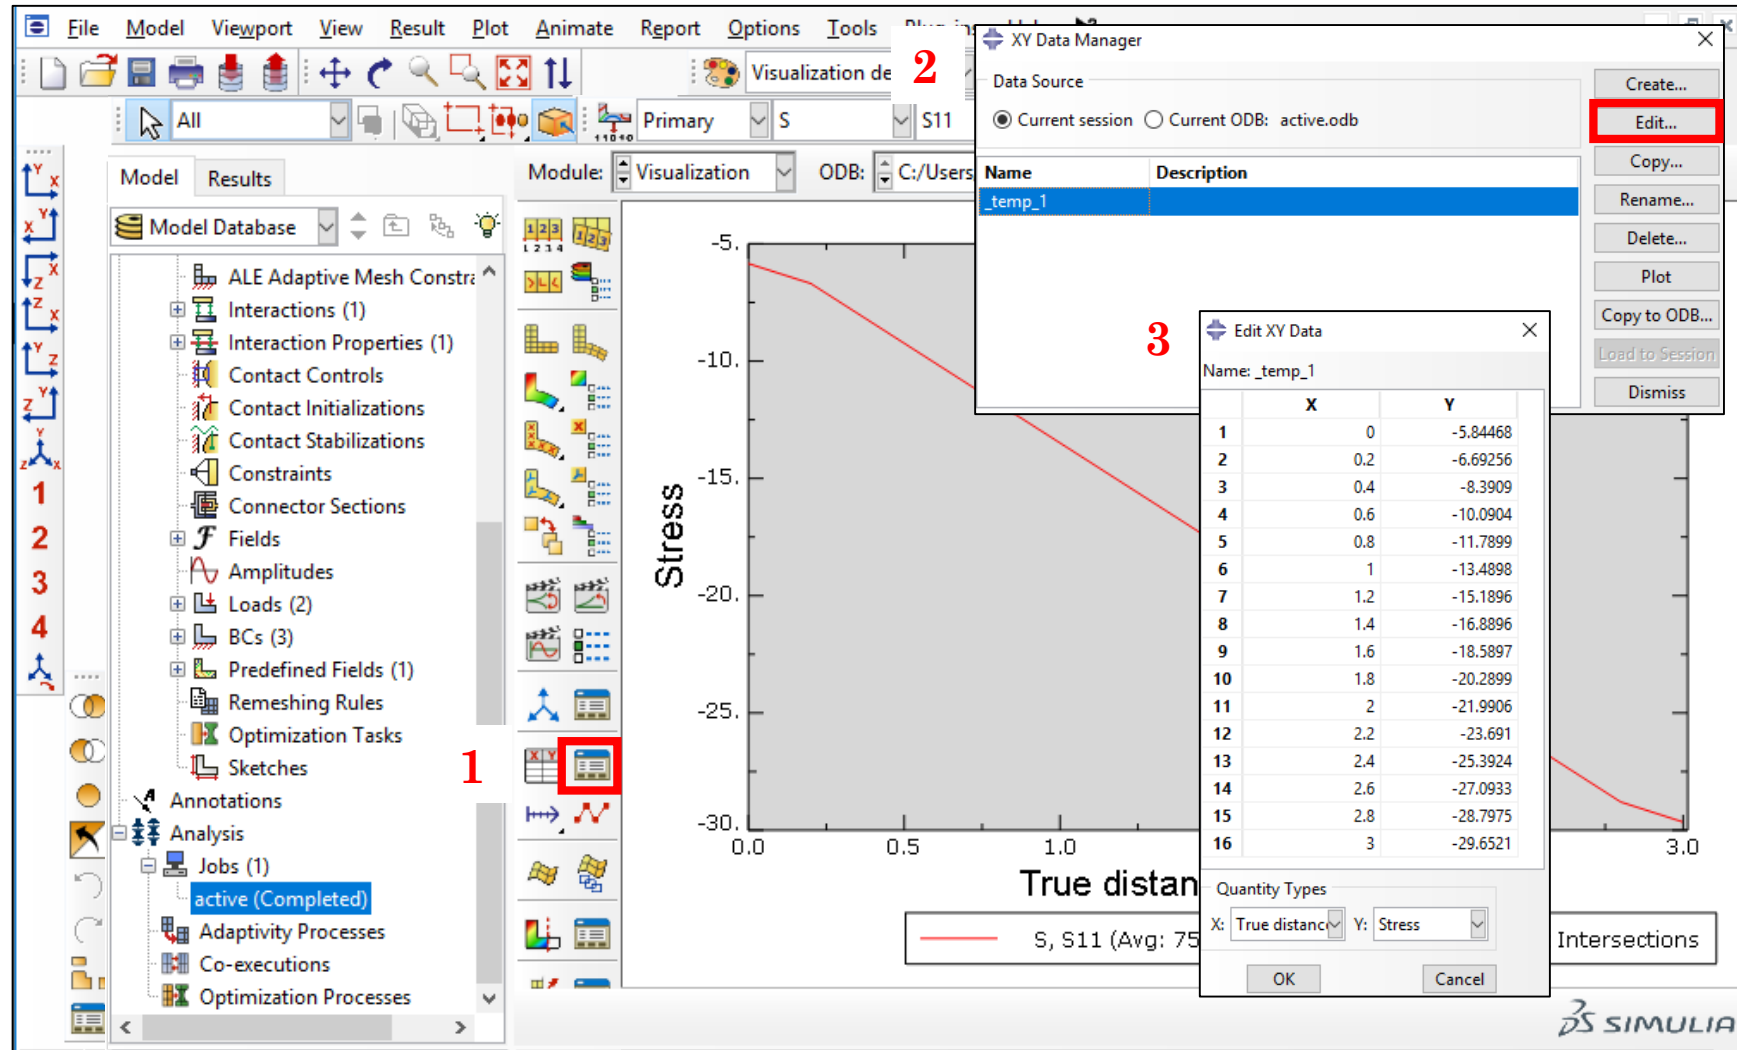 File Model Viewport View Result Plot Animate Report Options Tools
Visualization de
All
Primary S S11
Model Results
Module: Visualization ODB: C:/Users
Model Database
ALE Adaptive Mesh Constra
Interactions (1)
Interaction Properties (1)
Contact Controls
Contact Initializations
Contact Stabilizations
Constraints
Connector Sections
Fields
Amplitudes
Loads (2)
BCs (3)
Predefined Fields (1)
Remeshing Rules
Optimization Tasks
Sketches
Annotations
Analysis
Jobs (1)
active (Completed)
Adaptivity Processes
Co-executions
Optimization Processes
1
2
3
4
1
2
XY Data Manager
Data Source
Current session Current ODB: active.odb
Name Description
_temp_1
Create...
Edit...
Copy...
Rename...
Delete...
Plot
Copy to ODB...
Load to Session
Dismiss
3
Edit XY Data
Name: _temp_1
X Y
1 0 -5.84468
2 0.2 -6.69256
3 0.4 -8.3909
4 0.6 -10.0904
5 0.8 -11.7899
6 1 -13.4898
7 1.2 -15.1896
8 1.4 -16.8896
9 1.6 -18.5897
10 1.8 -20.2899
11 2 -21.9906
12 2.2 -23.691
13 2.4 -25.3924
14 2.6 -27.0933
15 2.8 -28.7975
16 3 -29.6521
Quantity Types
X: True distance Y: Stress
OK Cancel
Stress
-5.
-10.
-15.
-20.
-25.
-30.
0.0 0.5 1.0 3.0
True distan
S, S11 (Avg: 75 Intersections
SIMULIA